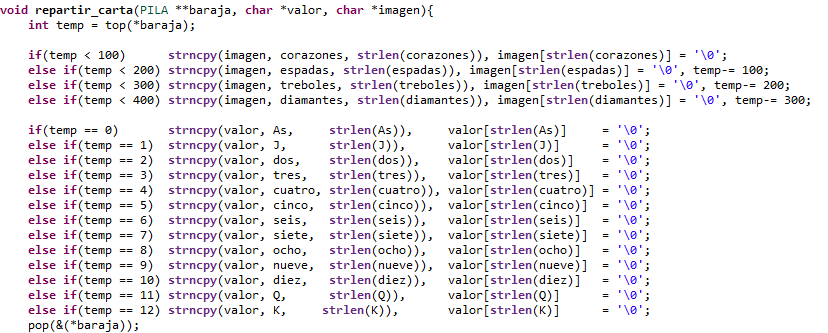 void repartir_carta(PILA **baraja, char *valor, char *imagen){
    int temp = top(*baraja);

    if(temp < 100)      strncpy(imagen, corazones, strlen(corazones)), imagen[strlen(corazones)] = '\0';
    else if(temp < 200) strncpy(imagen, espadas, strlen(espadas)), imagen[strlen(espadas)] = '\0', temp-= 100;
    else if(temp < 300) strncpy(imagen, treboles, strlen(treboles)), imagen[strlen(treboles)] = '\0', temp-= 200;
    else if(temp < 400) strncpy(imagen, diamantes, strlen(diamantes)), imagen[strlen(diamantes)] = '\0', temp-= 300;

    if(temp == 0)       strncpy(valor, As,     strlen(As)),     valor[strlen(As)]     = '\0';
    else if(temp == 1)  strncpy(valor, J,      strlen(J)),      valor[strlen(J)]      = '\0';
    else if(temp == 2)  strncpy(valor, dos,    strlen(dos)),    valor[strlen(dos)]    = '\0';
    else if(temp == 3)  strncpy(valor, tres,   strlen(tres)),   valor[strlen(tres)]   = '\0';
    else if(temp == 4)  strncpy(valor, cuatro, strlen(cuatro)), valor[strlen(cuatro)] = '\0';
    else if(temp == 5)  strncpy(valor, cinco,  strlen(cinco)),  valor[strlen(cinco)]  = '\0';
    else if(temp == 6)  strncpy(valor, seis,   strlen(seis)),   valor[strlen(seis)]   = '\0';
    else if(temp == 7)  strncpy(valor, siete,  strlen(siete)),  valor[strlen(siete)]  = '\0';
    else if(temp == 8)  strncpy(valor, ocho,   strlen(ocho)),   valor[strlen(ocho)]   = '\0';
    else if(temp == 9)  strncpy(valor, nueve,  strlen(nueve)),  valor[strlen(nueve)]  = '\0';
    else if(temp == 10) strncpy(valor, diez,   strlen(diez)),   valor[strlen(diez)]   = '\0';
    else if(temp == 11) strncpy(valor, Q,      strlen(Q)),      valor[strlen(Q)]      = '\0';
    else if(temp == 12) strncpy(valor, K,     strlen(K)),      valor[strlen(K)]      = '\0';
    pop(&(*baraja));